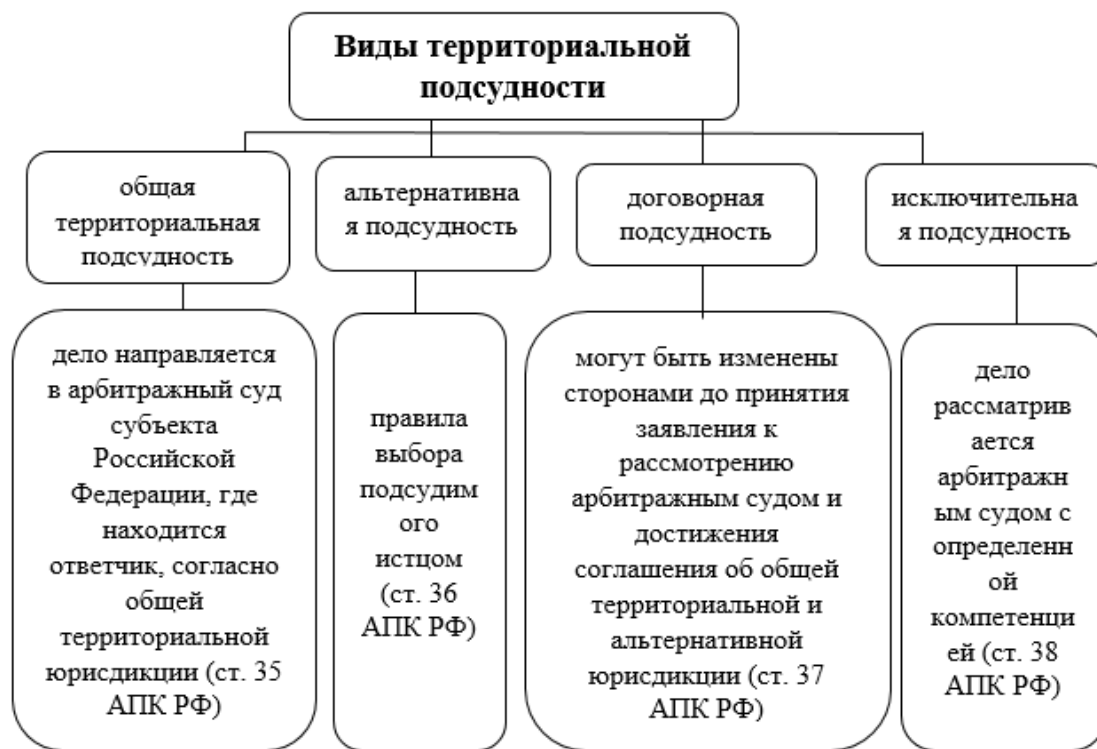 Виды территориальной
подсудности
общая
территориальная
подсудность
альтернативна
я подсудность
договорная
подсудность
исключительна
я подсудность
дело направляется
в арбитражный суд
субъекта
Российской
Федерации, где
находится
ответчик, согласно
общей
территориальной
юрисдикции (ст. 35
АПК РФ)
правила
выбора
подсудим
ого
истцом
(ст. 36
АПК РФ)
могут быть изменены
сторонами до принятия
заявления к
рассмотрению
арбитражным судом и
достижения
соглашения об общей
территориальной и
альтернативной
юрисдикции (ст. 37
АПК РФ)
дело
рассматрив
ается
арбитражн
ым судом с
определенн
ой
компетенци
ей (ст. 38
АПК РФ)